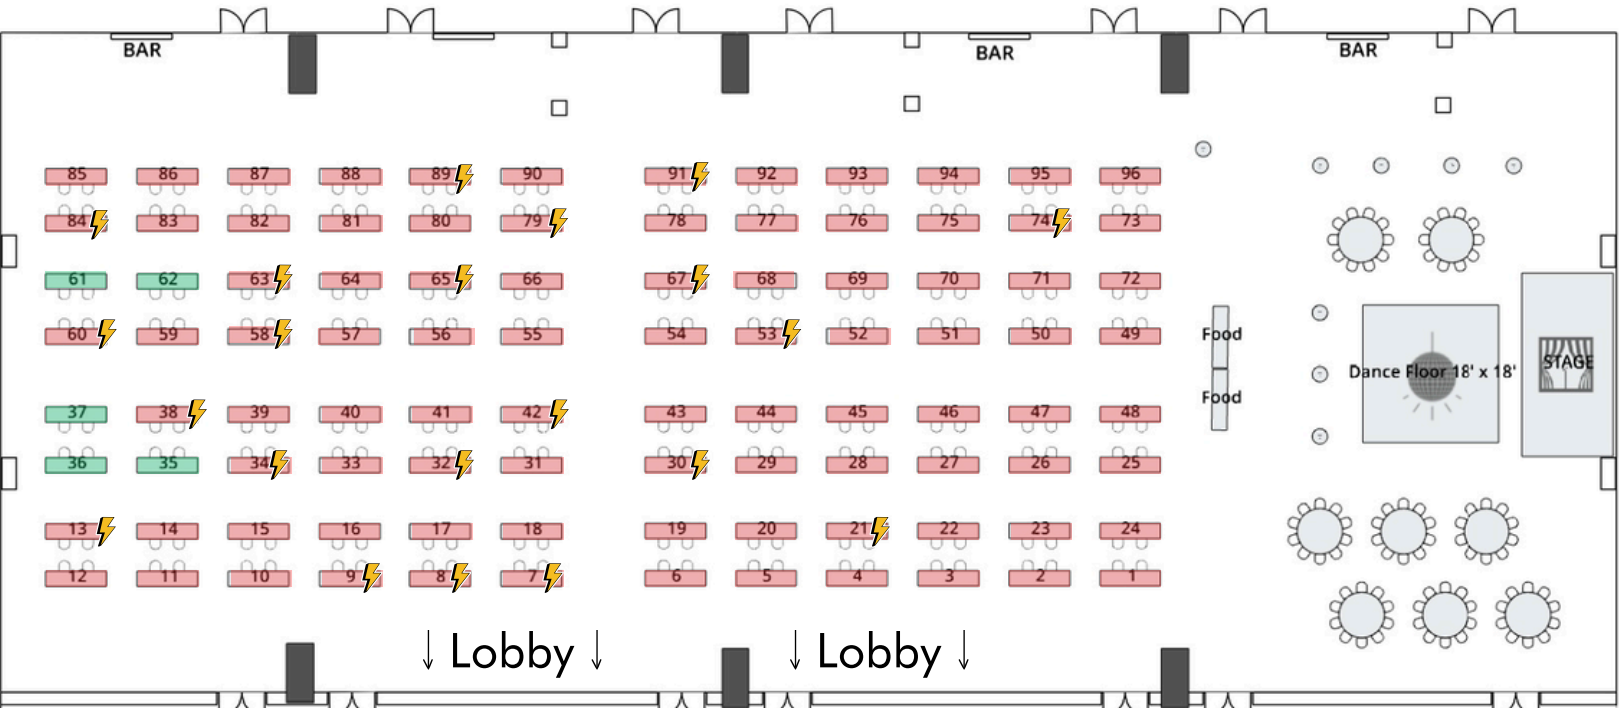 BAR BAR BAR
85 86 87 88 89 90 91 92 93 94 95 96
84 83 82 81 80 79 78 77 76 75 74 73
61 62 63 64 65 66 67 68 69 70 71 72
60 59 58 57 56 55 54 53 52 51 50 49
Food
Dance Floor 18' x 18'
STAGE
Food
37 38 39 40 41 42 43 44 45 46 47 48
36 35 34 33 32 31 30 29 28 27 26 25
13 14 15 16 17 18 19 20 21 22 23 24
12 11 10 9 8 7 6 5 4 3 2 1
↓ Lobby ↓ ↓ Lobby ↓